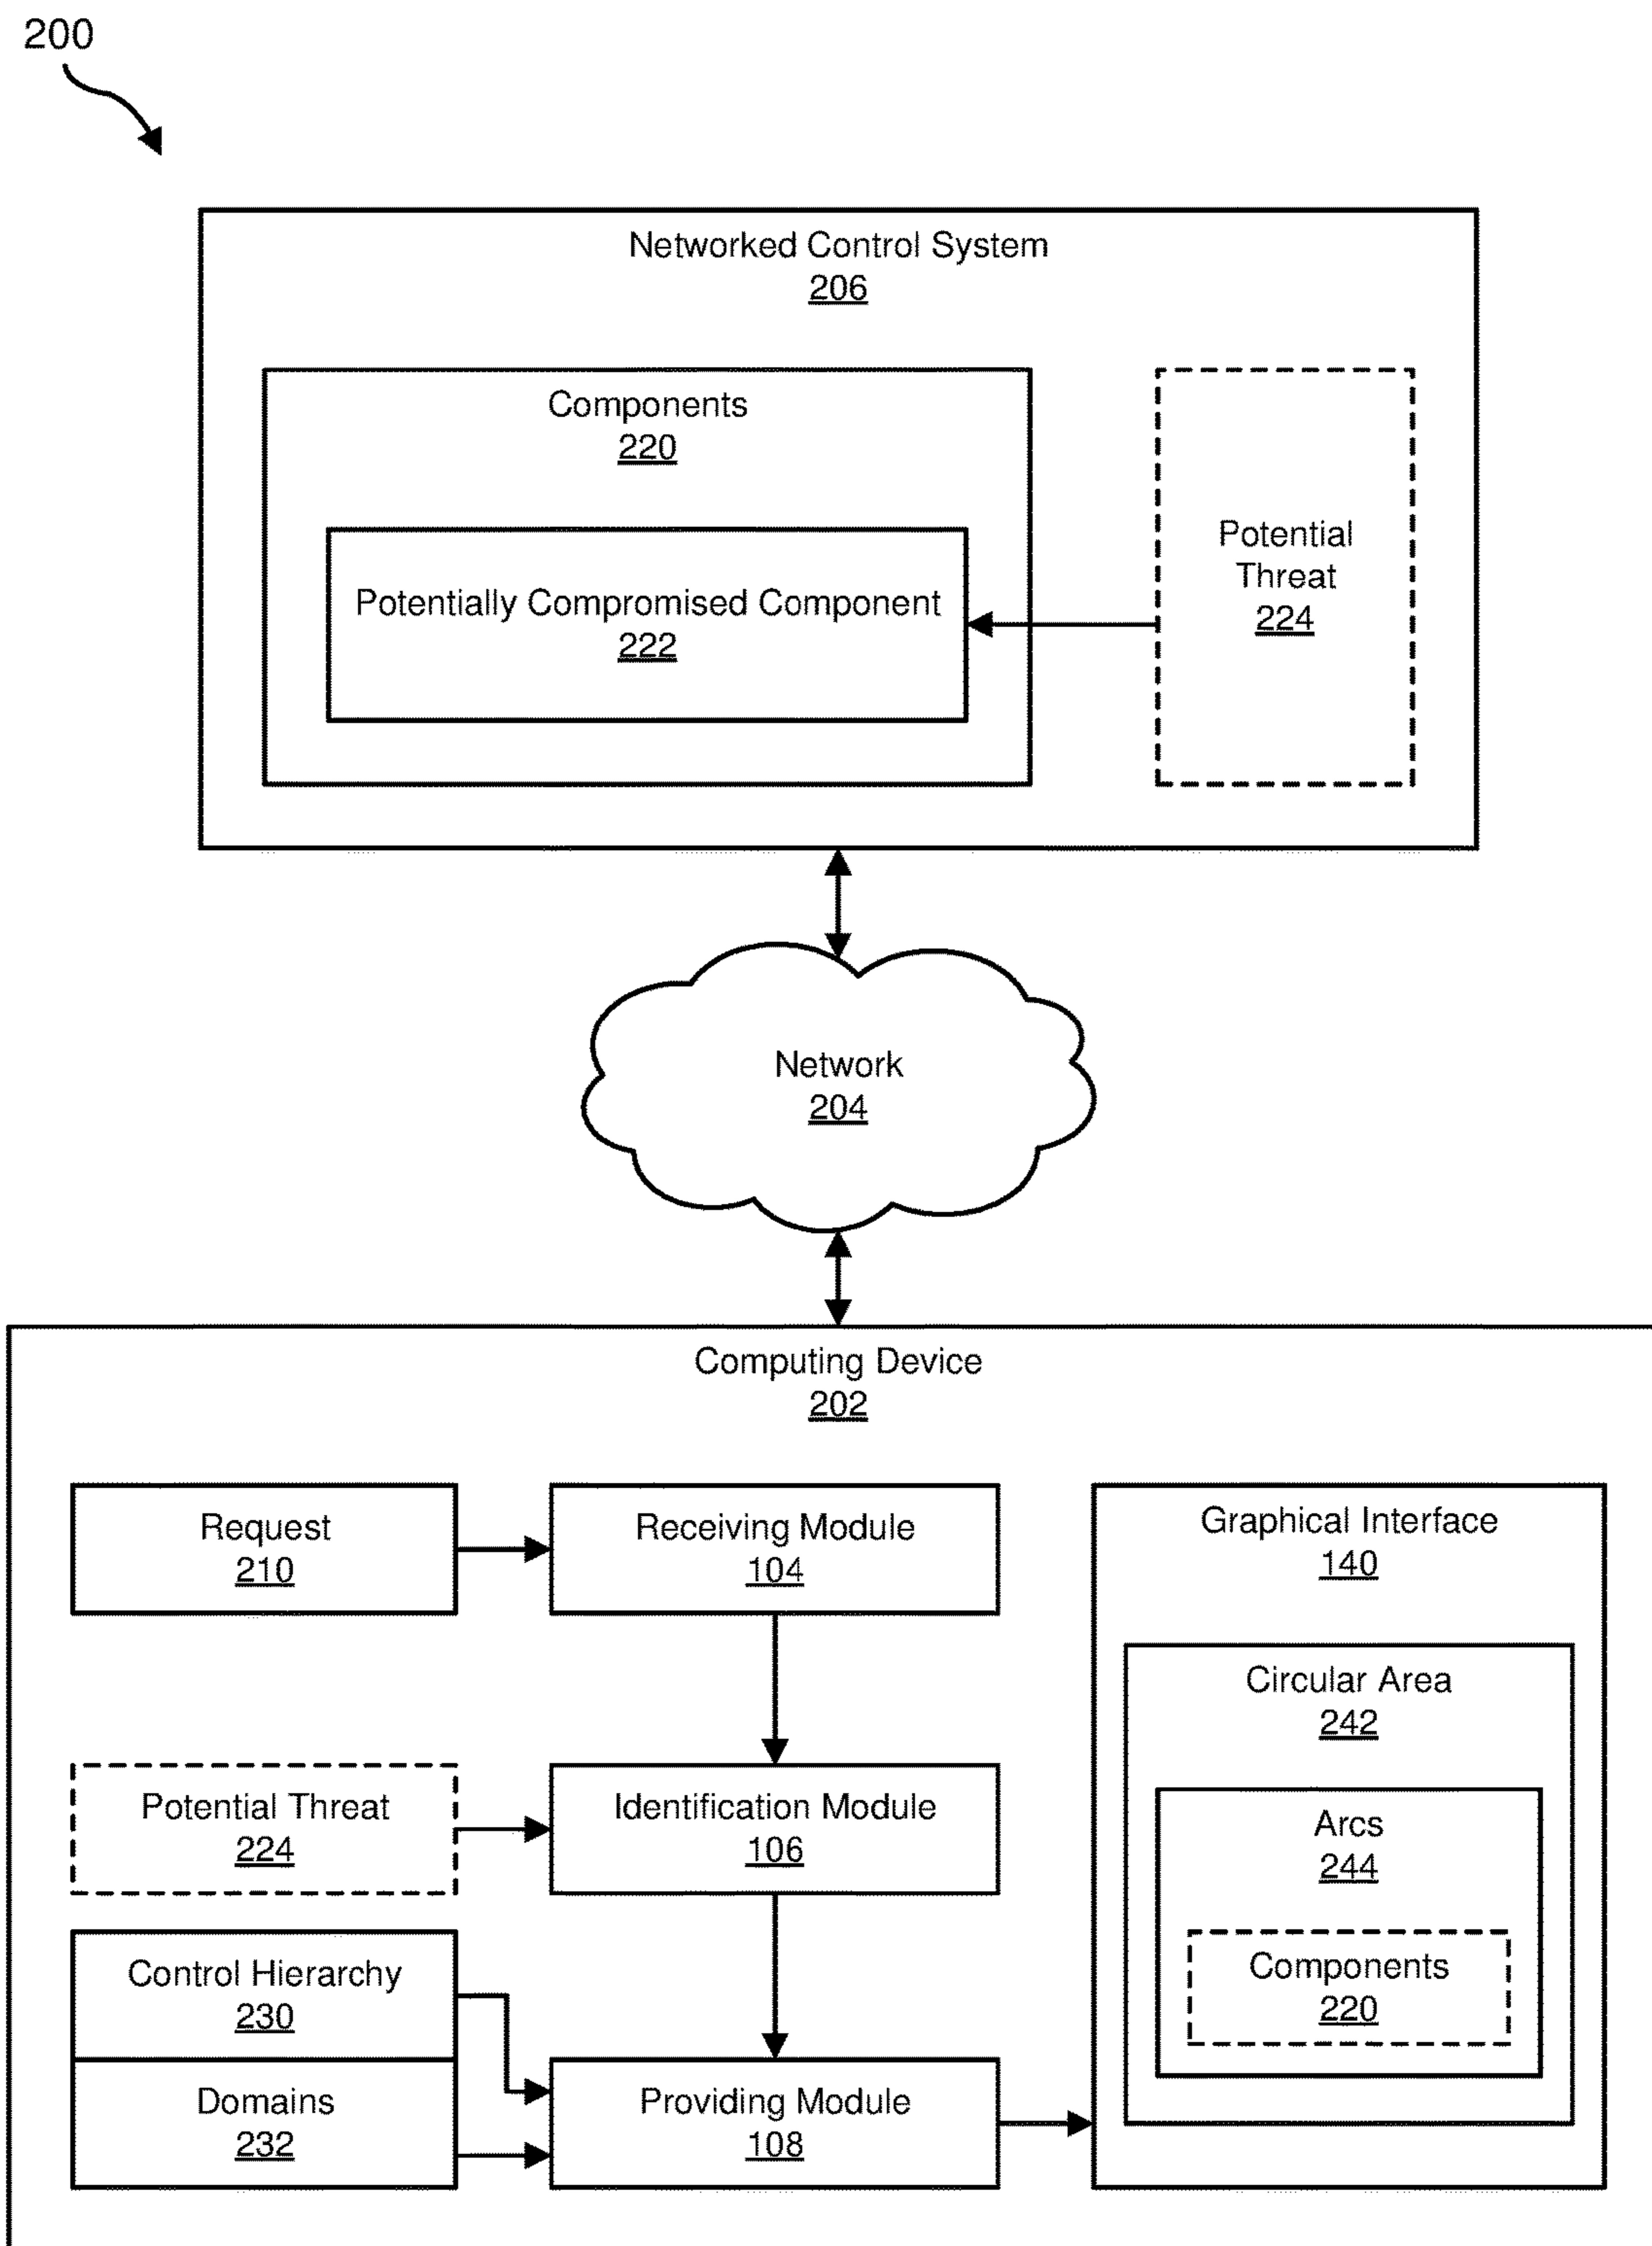 200
Networked Control System
206
Components
220
Potentially Compromised Component
222
Potential
Threat
224
Network
204
Computing Device
202
Request
210
Receiving Module
104
Graphical Interface
140
Circular Area
242
Potential Threat
224
Identification Module
106
Arcs
244
Components
220
Control Hierarchy
230
Domains
232
Providing Module
108